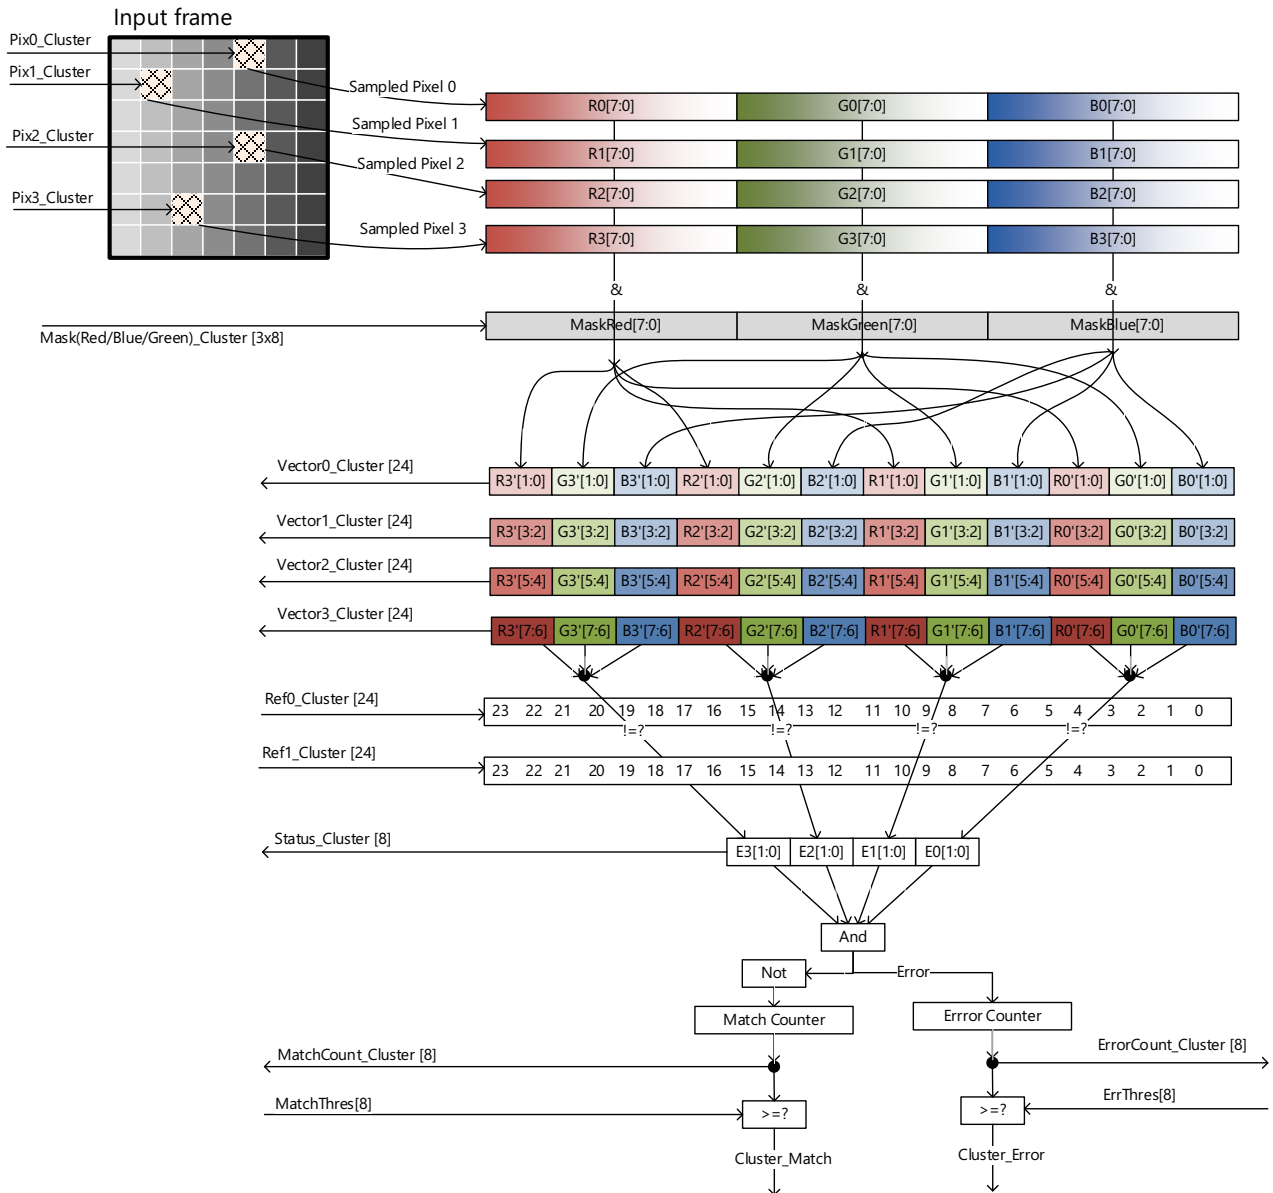 Input frame
Pix0_Cluster
Pix1_Cluster
Pix2_Cluster
Pix3_Cluster
Sampled Pixel 0
Sampled Pixel 1
Sampled Pixel 2
Sampled Pixel 3
R0[7:0] G0[7:0] B0[7:0]
R1[7:0] G1[7:0] B1[7:0]
R2[7:0] G2[7:0] B2[7:0]
R3[7:0] G3[7:0] B3[7:0]
& & &
Mask(Red/Blue/Green)_Cluster [3x8]
MaskRed[7:0] MaskGreen[7:0] MaskBlue[7:0]
Vector0_Cluster [24]
R3'[1:0] G3'[1:0] B3'[1:0] R2'[1:0] G2'[1:0] B2'[1:0] R1'[1:0] G1'[1:0] B1'[1:0] R0'[1:0] G0'[1:0] B0'[1:0]
Vector1_Cluster [24]
R3'[3:2] G3'[3:2] B3'[3:2] R2'[3:2] G2'[3:2] B2'[3:2] R1'[3:2] G1'[3:2] B1'[3:2] R0'[3:2] G0'[3:2] B0'[3:2]
Vector2_Cluster [24]
R3'[5:4] G3'[5:4] B3'[5:4] R2'[5:4] G2'[5:4] B2'[5:4] R1'[5:4] G1'[5:4] B1'[5:4] R0'[5:4] G0'[5:4] B0'[5:4]
Vector3_Cluster [24]
R3'[7:6] G3'[7:6] B3'[7:6] R2'[7:6] G2'[7:6] B2'[7:6] R1'[7:6] G1'[7:6] B1'[7:6] R0'[7:6] G0'[7:6] B0'[7:6]
Ref0_Cluster [24]
23 22 21 20 19 18 17 16 15 14 13 12 11 10 9 8 7 6 5 4 3 2 1 0
!=? !=? !=? !=?
Ref1_Cluster [24]
23 22 21 20 19 18 17 16 15 14 13 12 11 10 9 8 7 6 5 4 3 2 1 0
Status_Cluster [8]
E3[1:0] E2[1:0] E1[1:0] E0[1:0]
And
Not
Error
Match Counter
Errror Counter
MatchCount_Cluster [8]
ErrorCount_Cluster [8]
MatchThres[8]
>=?
>=?
ErrThres[8]
Cluster_Match
Cluster_Error